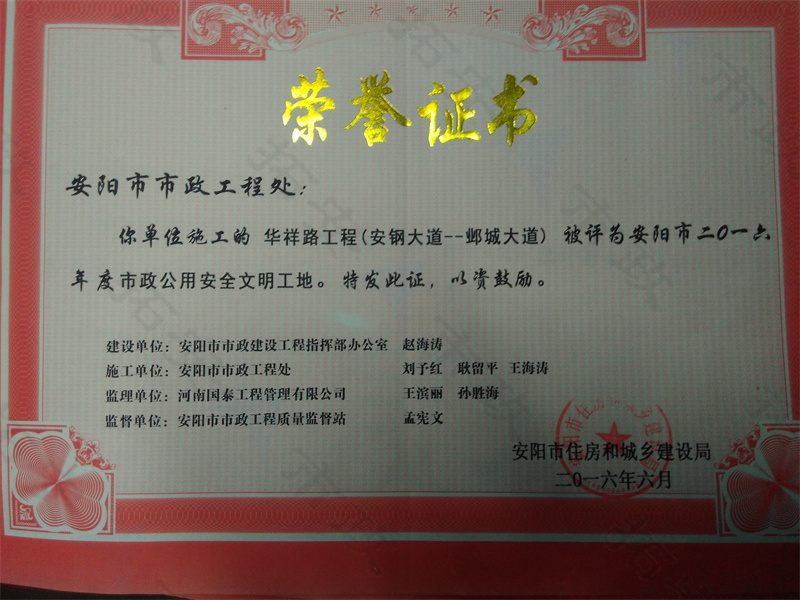 荣誉证书
安阳市市政工程处：
你单位施工的 华祥路工程(安钢大道--邺城大道) 被评为安阳市二0一六
年度市政公用安全文明工地。特发此证，以资鼓励。
建设单位：安阳市市政建设工程指挥部办公室 赵海涛
施工单位：安阳市市政工程处 刘予红 耿留平 王海涛
监理单位：河南国泰工程管理有限公司 王滨丽 孙胜海
监督单位：安阳市市政工程质量监督站 孟宪文
安阳市住房和城乡建设局
二0一六年六月